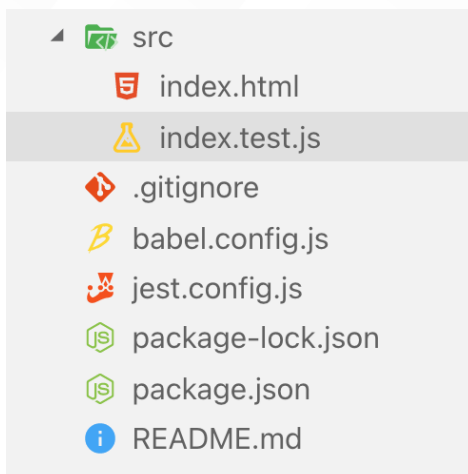 src
index.html
index.test.js
.gitignore
babel.config.js
jest.config.js
package-lock.json
package.json
README.md